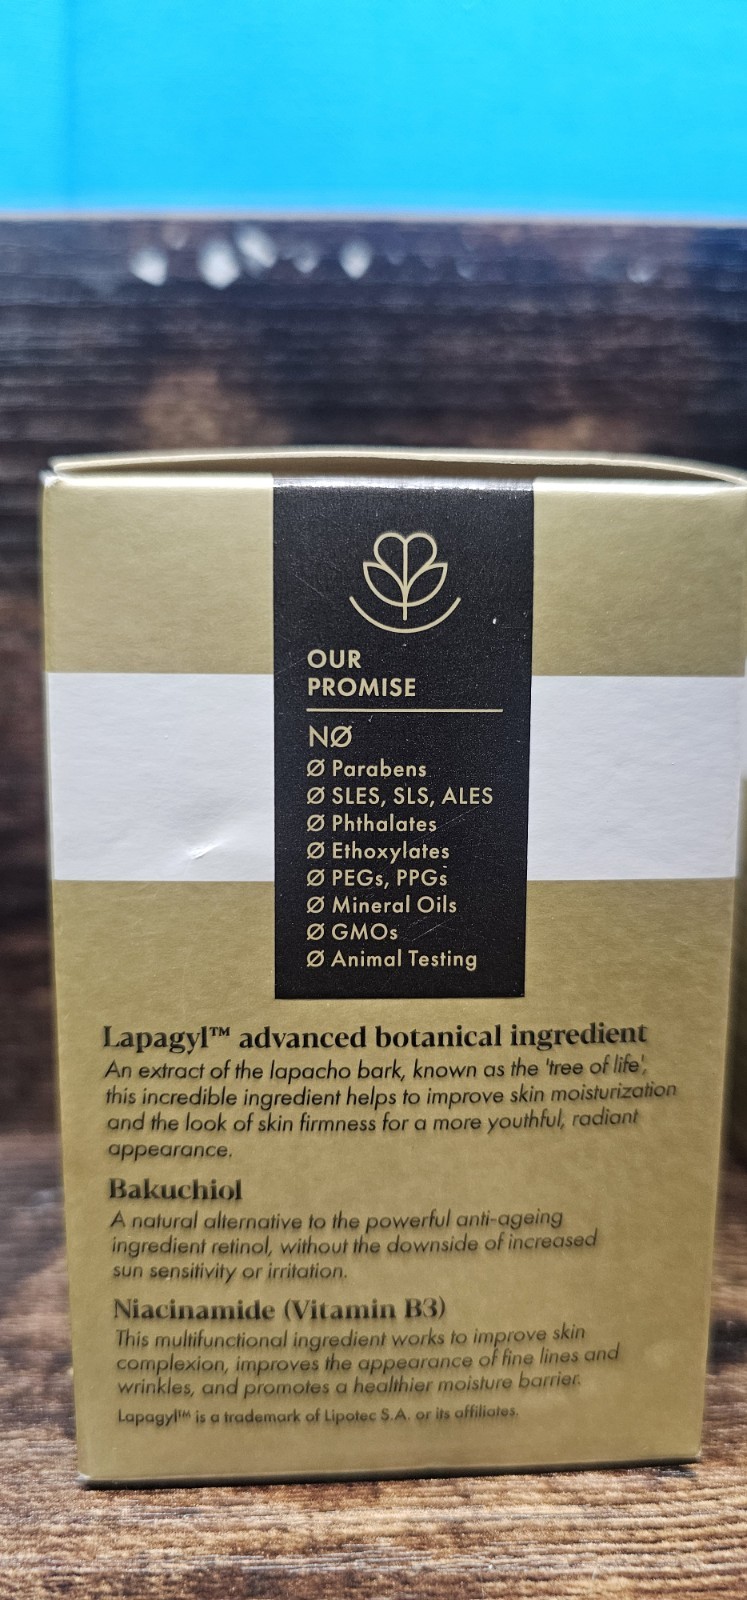 OUR
PROMISE
NØ
Ø Parabens
Ø SLES, SLS, ALES
Ø Phthalates
Ø Ethoxylates
Ø PEGs, PPGs
Ø Mineral Oils
Ø GMOs
Ø Animal Testing
Lapagyl™ advanced botanical ingredient
An extract of the lapacho bark, known as the 'tree of life',
this incredible ingredient helps to improve skin moisturization
and the look of skin firmness for a more youthful, radiant
appearance.
Bakuchiol
A natural alternative to the powerful anti-ageing
ingredient retinol, without the downside of increased
sun sensitivity or irritation.
Niacinamide (Vitamin B3)
This multifunctional ingredient works to improve skin
complexion, improves the appearance of fine lines and
wrinkles, and promotes a healthier moisture barrier.
Lapagyl™ is a trademark of Lipotec S.A. or its affiliates.